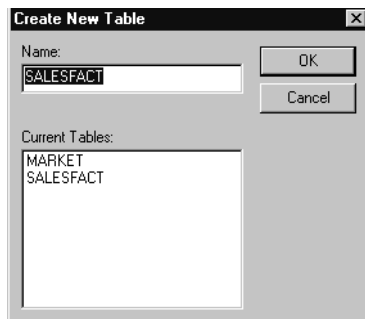 Create New Table
Name:
SALESFACT
OK
Cancel
Current Tables:
MARKET
SALESFACT